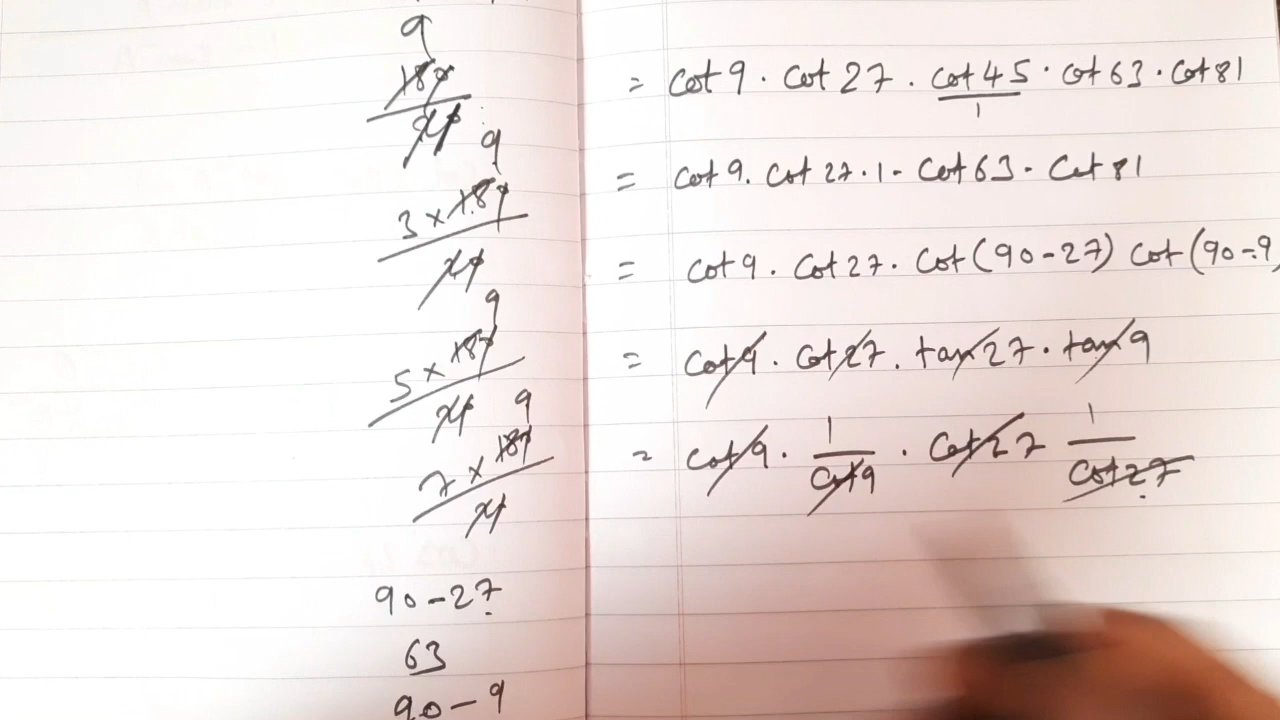 9
180
20
9
3 × 180
20
9
5 × 180
20
9
7 × 180
20
90 - 27
63
90 - 9
= cot 9 · cot 27 · cot 45 · cot 63 · cot 81
1
= cot 9 · cot 27 · 1 · cot 63 · cot 81
= cot 9 · cot 27 · cot (90 - 27) cot (90 - 9)
= cot 9 · cot 27 · tan 27 · tan 9
= cot 9 · 1/cot 9 · cot 27 1/cot 27